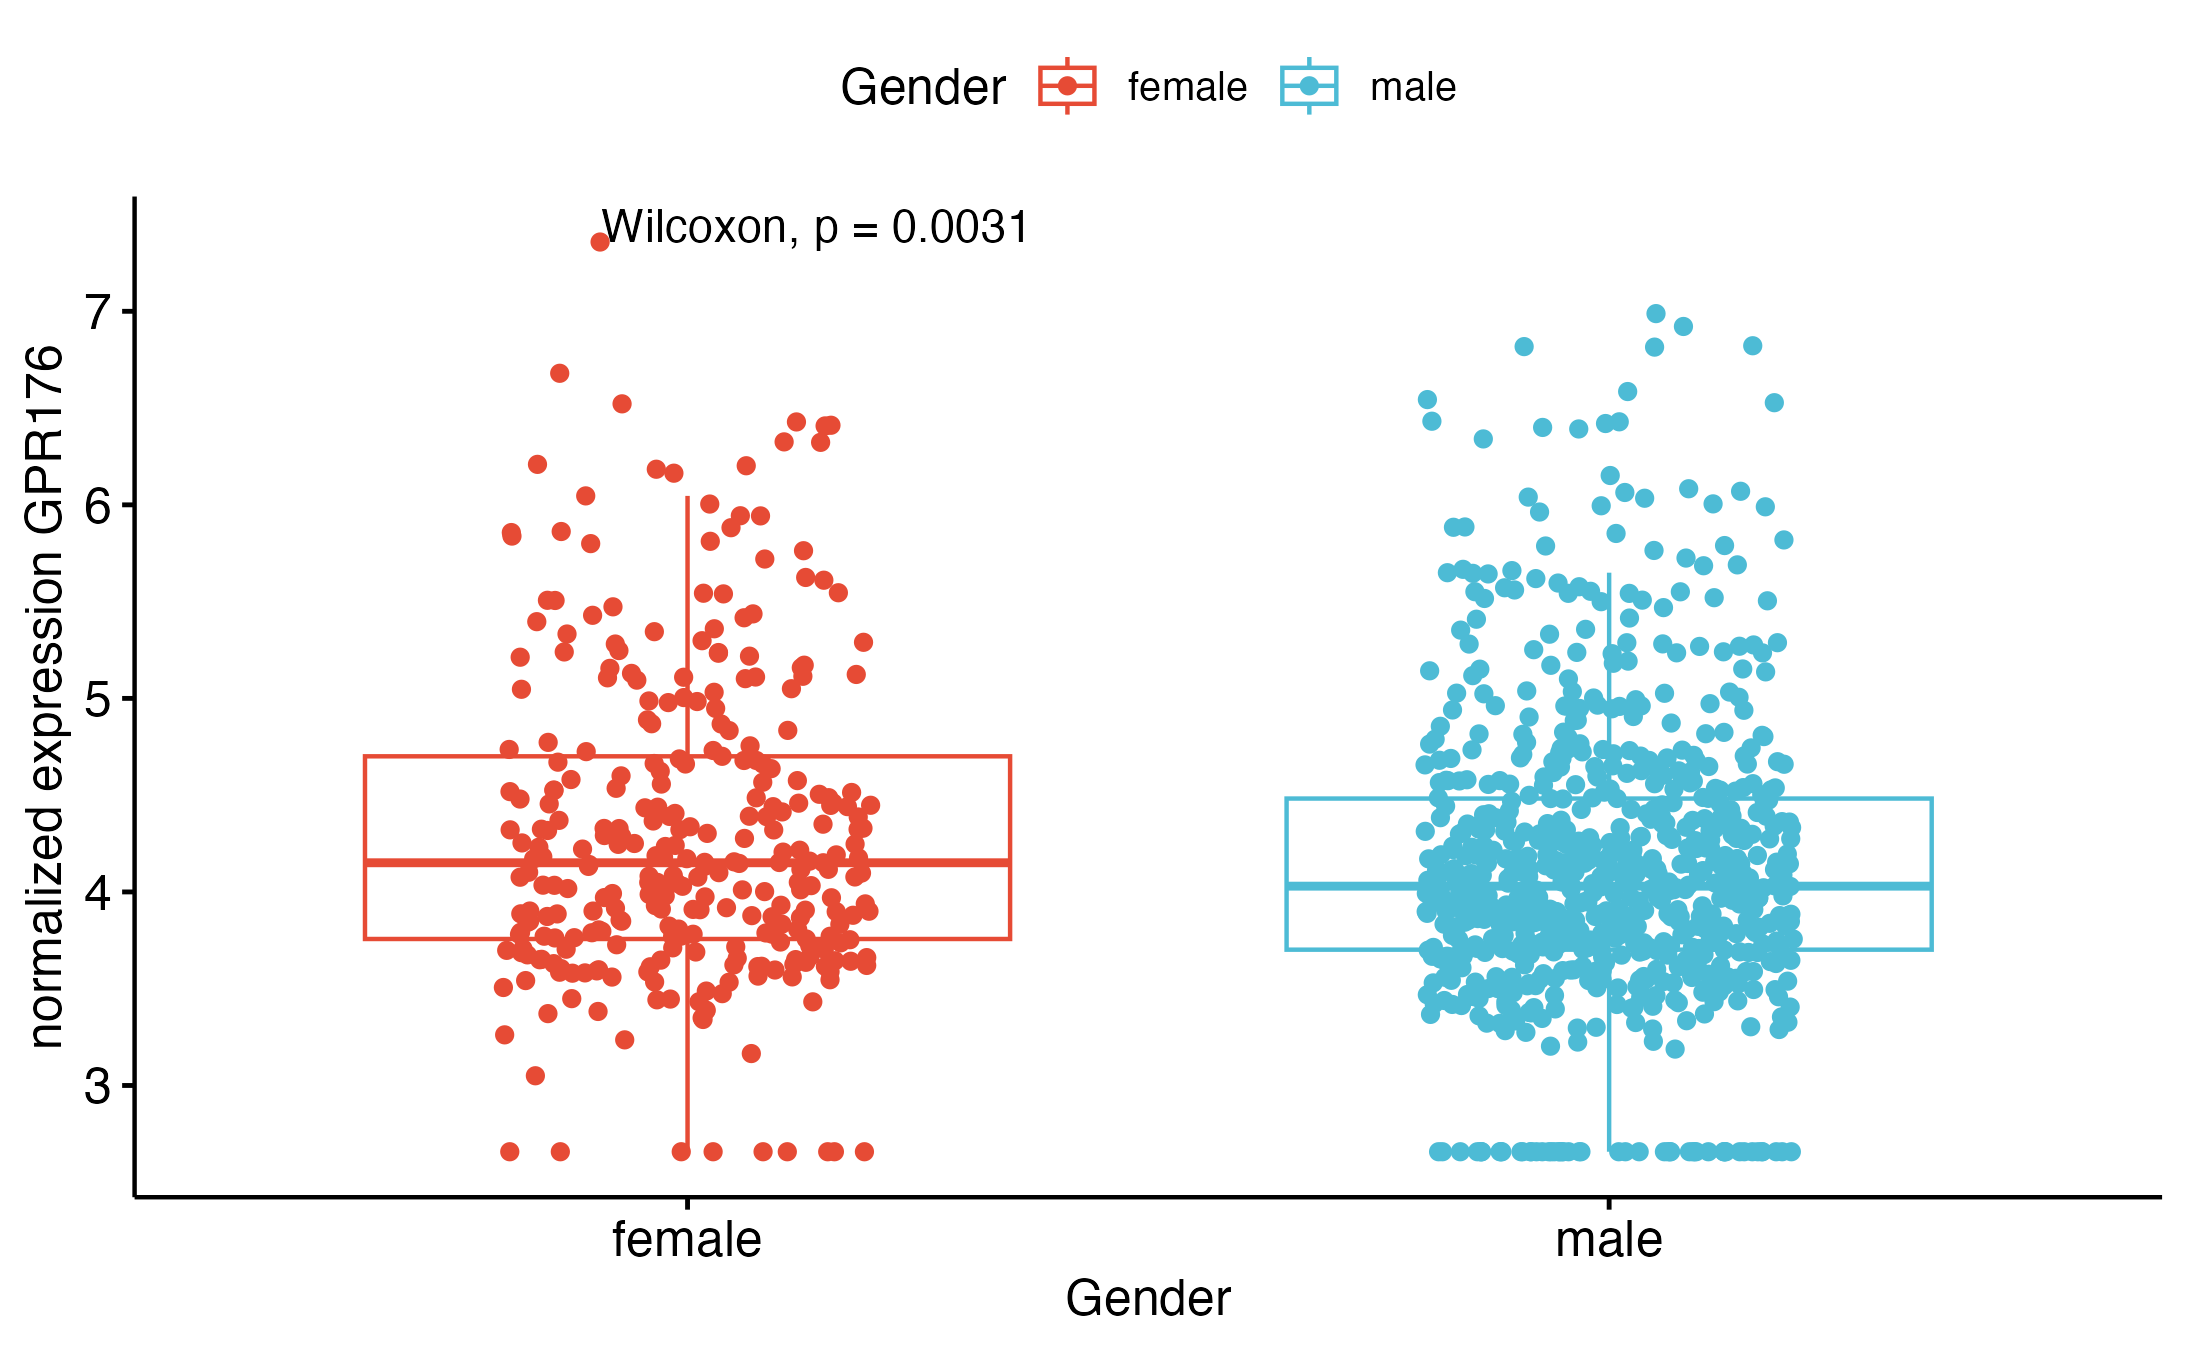 Gender female male
Wilcoxon, p = 0.0031
normalized expression GPR176
7
6
5
4
3
female male
Gender